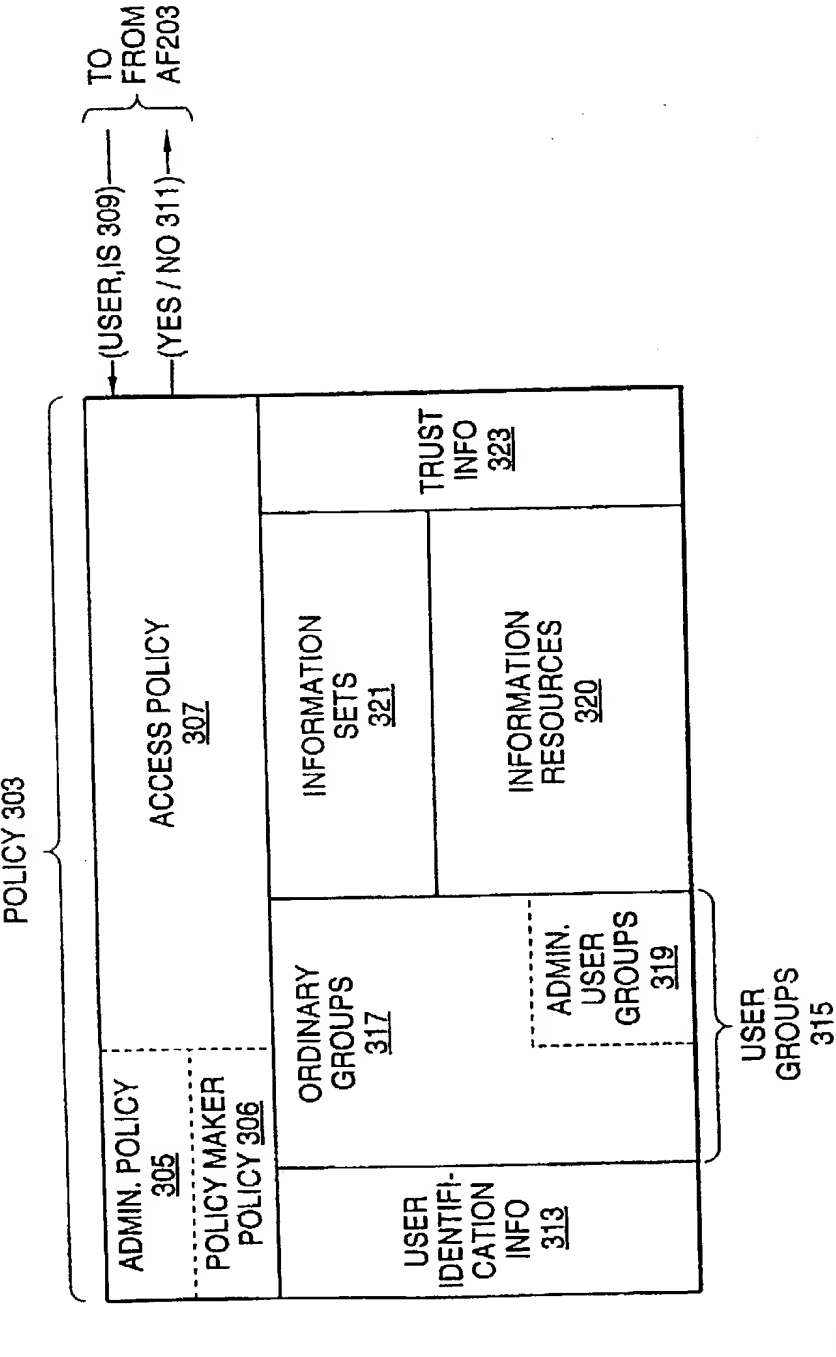 POLICY 303
ADMIN. POLICY
305
POLICY MAKER
POLICY 306
ACCESS POLICY
307
(USER,IS 309)
(YES / NO 311)
TO
FROM
AF203
USER
IDENTIFI-
CATION
INFO
313
ORDINARY
GROUPS
317
ADMIN.
USER
GROUPS
319
INFORMATION
SETS
321
INFORMATION
RESOURCES
320
TRUST
INFO
323
USER
GROUPS
315